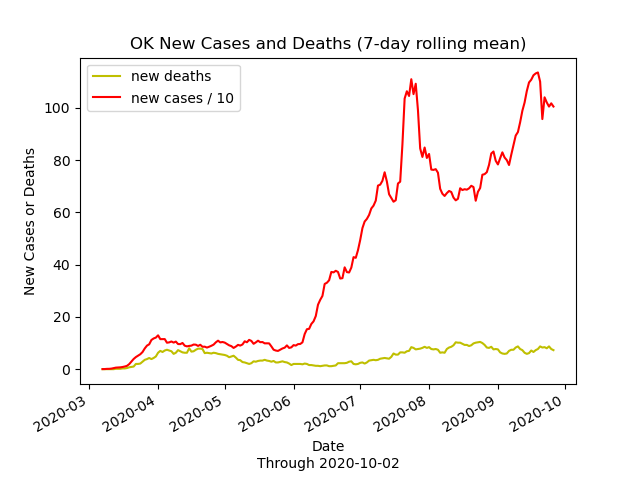 OK New Cases and Deaths (7-day rolling mean)
new deaths
new cases / 10
New Cases or Deaths
100
80
60
40
20
0
2020-03
2020-04
2020-05
2020-06
2020-07
2020-08
2020-09
2020-10
Date
Through 2020-10-02